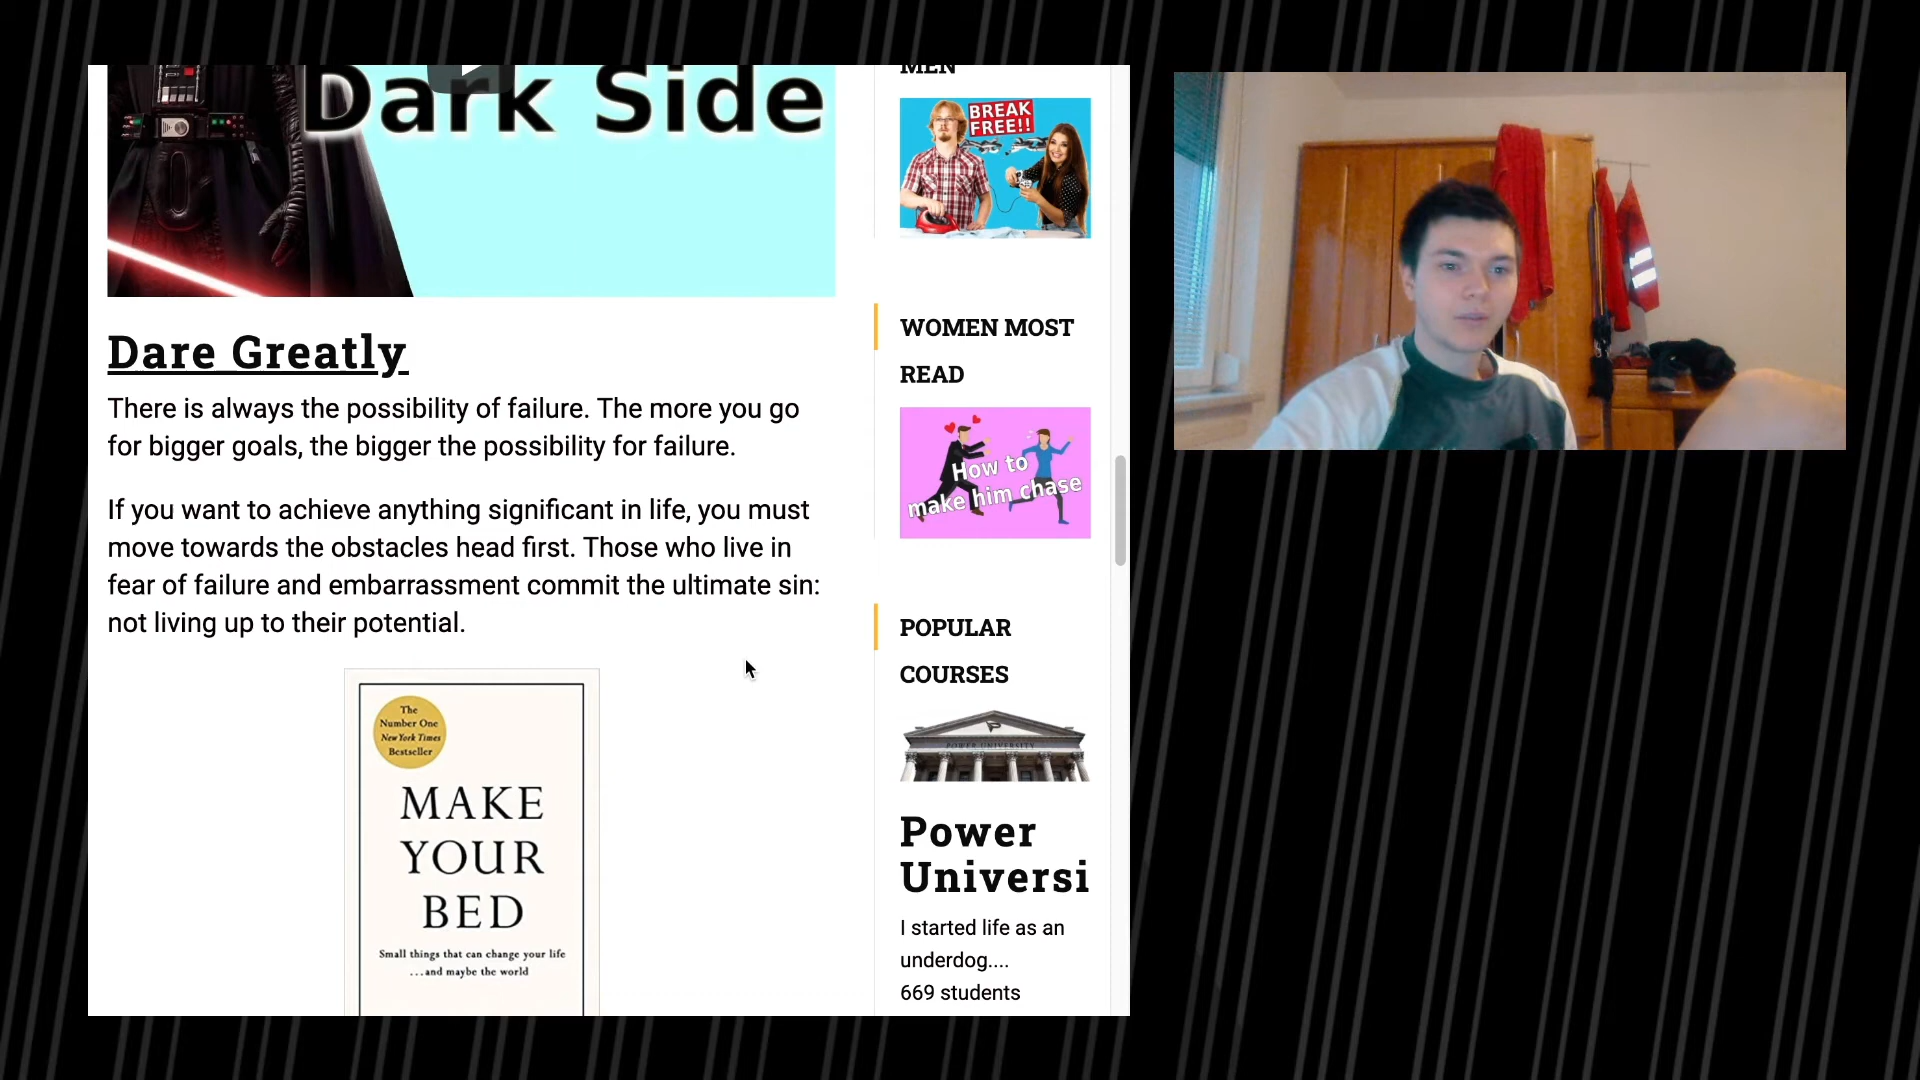 Dark Side
Dare Greatly
There is always the possibility of failure. The more you go
for bigger goals, the bigger the possibility for failure.
If you want to achieve anything significant in life, you must
move towards the obstacles head first. Those who live in
fear of failure and embarrassment commit the ultimate sin:
not living up to their potential.
The
Number One
New York Times
Bestseller
MAKE
YOUR
BED
Small things that can change your life
...and maybe the world
MEN
BREAK
FREE!!
WOMEN MOST
READ
How to
make him chase
POPULAR
COURSES
POWER UNIVERSITY
Power
Universi
I started life as an
underdog....
669 students